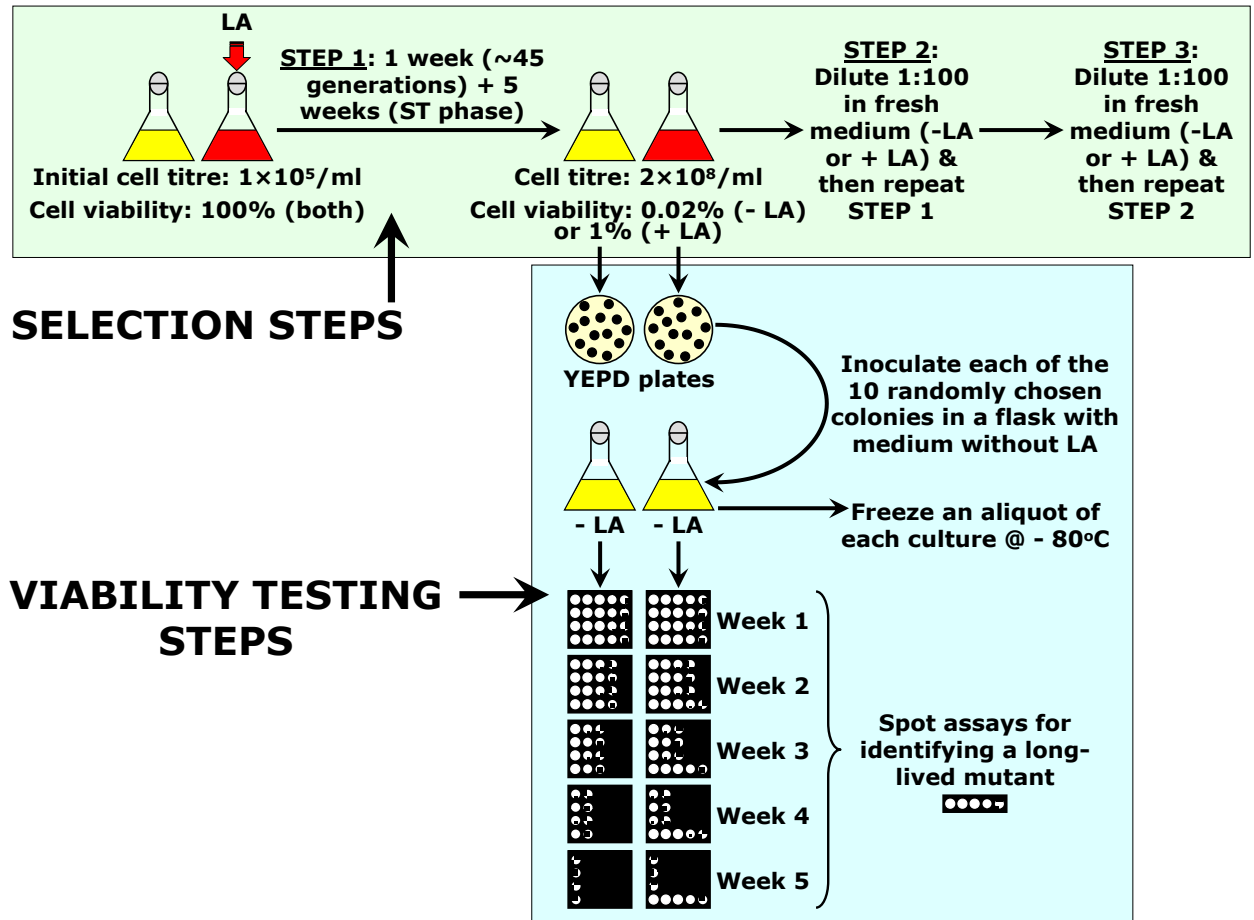 LA
STEP 1: 1 week (~45
generations) + 5
weeks (ST phase)
Initial cell titre: 1×10⁵/ml
Cell viability: 100% (both)
Cell titre: 2×10⁸/ml
Cell viability: 0.02% (- LA)
or 1% (+ LA)
STEP 2:
Dilute 1:100
in fresh
medium (-LA
or + LA) &
then repeat
STEP 1
STEP 3:
Dilute 1:100
in fresh
medium (-LA
or + LA) &
then repeat
STEP 2
SELECTION STEPS
YEPD plates
Inoculate each of the
10 randomly chosen
colonies in a flask with
medium without LA
- LA
- LA
Freeze an aliquot of
each culture @ - 80ºC
VIABILITY TESTING
STEPS
Week 1
Week 2
Week 3
Week 4
Week 5
Spot assays for
identifying a long-
lived mutant